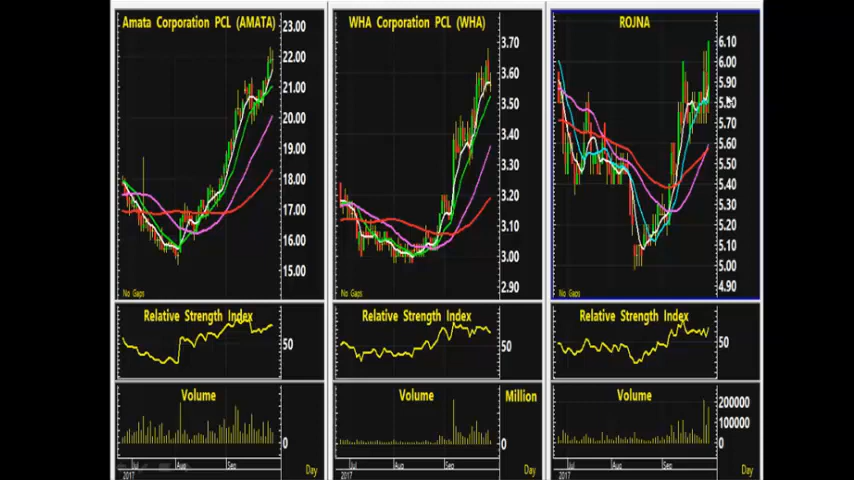 Amata Corporation PCL (AMATA)
23.00
22.00
21.00
20.00
19.00
18.00
17.00
16.00
15.00
No Gaps
Relative Strength Index
50
Volume
0
Jul
Aug
Sep
2017
Day
WHA Corporation PCL (WHA)
3.70
3.60
3.50
3.40
3.30
3.20
3.10
3.00
2.90
No Gaps
Relative Strength Index
50
Volume
Million
0
Jul
Aug
Sep
2017
Day
ROJNA
6.10
6.00
5.90
5.80
5.70
5.60
5.50
5.40
5.30
5.20
5.10
5.00
4.90
No Gaps
Relative Strength Index
50
Volume
200000
100000
0
Jul
Aug
Sep
2017
Day